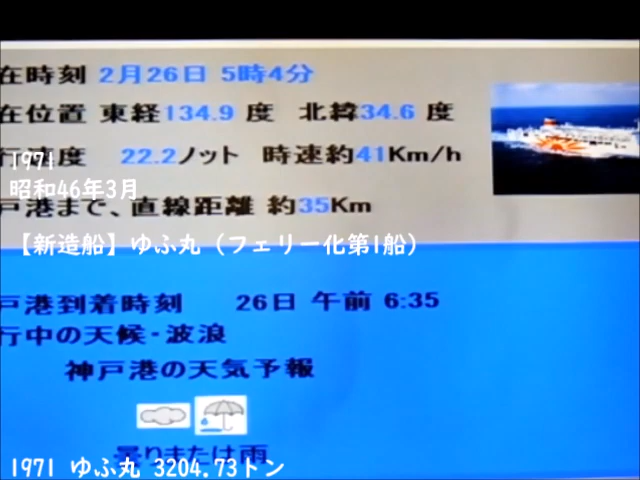 在時刻 2月26日 5時4分
在位置 東経134.9度 北緯34.6度
行速度 22.2ノット 時速約41Km/h
1971
昭和46年3月
戸港まで、直線距離 約35Km
【新造船】ゆふ丸（フェリー化第1船）
戸港到着時刻 26日 午前 6:35
行中の天候・波浪
神戸港の天気予報
曇りまたは雨
1971 ゆふ丸 3204.73トン